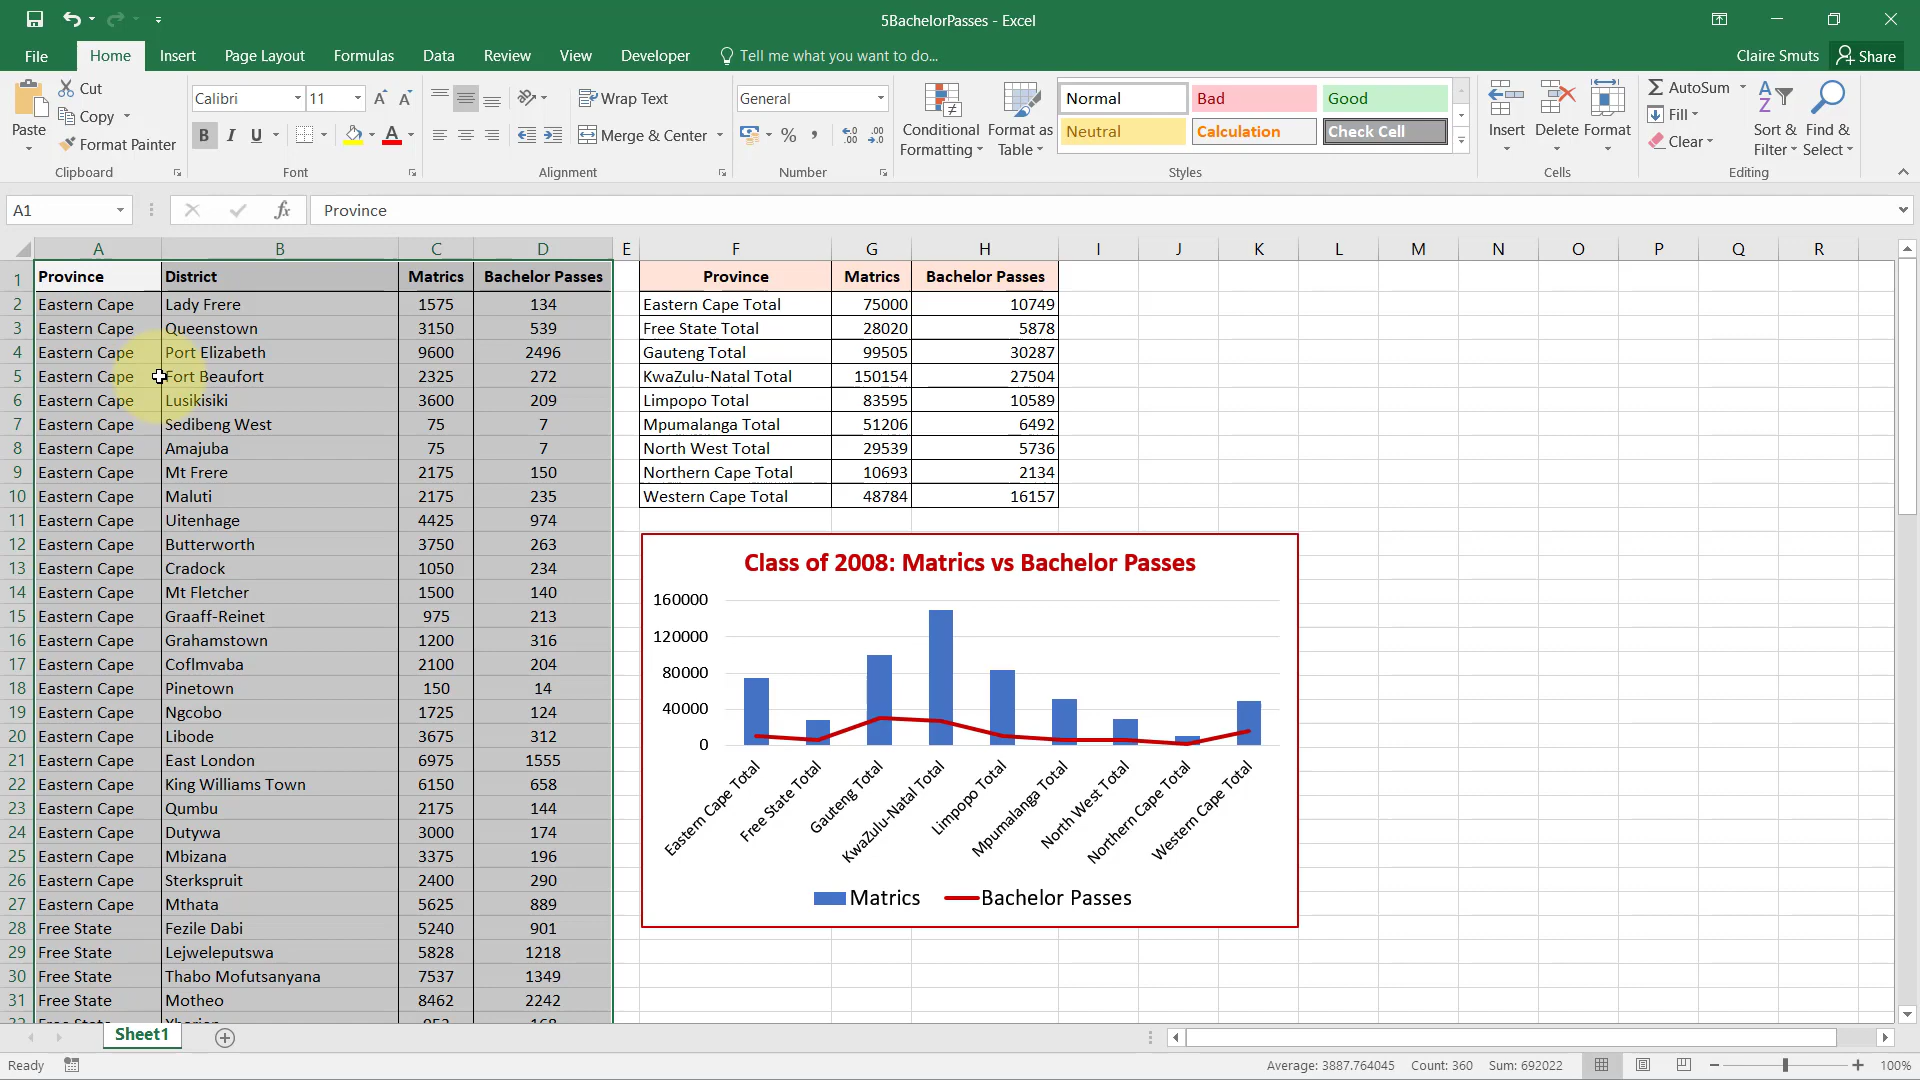 5BachelorPasses - Excel
File Home Insert Page Layout Formulas Data Review View Developer Tell me what you want to do... Claire Smuts Share
Paste Cut Copy Format Painter Clipboard
Calibri 11 B I U A Font
Wrap Text Merge & Center Alignment
General % , Number
Conditional Formatting Format as Table
Normal Bad Good
Neutral Calculation Check Cell
Styles
Insert Delete Format Cells
AutoSum Fill Clear Sort & Filter Find & Select Editing
A1 fx Province
A B C D E F G H I J K L M N O P Q R
1 Province District Matrics Bachelor Passes Province Matrics Bachelor Passes
2 Eastern Cape Lady Frere 1575 134 Eastern Cape Total 75000 10749
3 Eastern Cape Queenstown 3150 539 Free State Total 28020 5878
4 Eastern Cape Port Elizabeth 9600 2496 Gauteng Total 99505 30287
5 Eastern Cape Fort Beaufort 2325 272 KwaZulu-Natal Total 150154 27504
6 Eastern Cape Lusikisiki 3600 209 Limpopo Total 83595 10589
7 Eastern Cape Sedibeng West 75 7 Mpumalanga Total 51206 6492
8 Eastern Cape Amajuba 75 7 North West Total 29539 5736
9 Eastern Cape Mt Frere 2175 150 Northern Cape Total 10693 2134
10 Eastern Cape Maluti 2175 235 Western Cape Total 48784 16157
11 Eastern Cape Uitenhage 4425 974
12 Eastern Cape Butterworth 3750 263
13 Eastern Cape Cradock 1050 234
14 Eastern Cape Mt Fletcher 1500 140
15 Eastern Cape Graaff-Reinet 975 213
16 Eastern Cape Grahamstown 1200 316
17 Eastern Cape Coflmvaba 2100 204
18 Eastern Cape Pinetown 150 14
19 Eastern Cape Ngcobo 1725 124
20 Eastern Cape Libode 3675 312
21 Eastern Cape East London 6975 1555
22 Eastern Cape King Williams Town 6150 658
23 Eastern Cape Qumbu 2175 144
24 Eastern Cape Dutywa 3000 174
25 Eastern Cape Mbizana 3375 196
26 Eastern Cape Sterkspruit 2400 290
27 Eastern Cape Mthata 5625 889
28 Free State Fezile Dabi 5240 901
29 Free State Lejweleputswa 5828 1218
30 Free State Thabo Mofutsanyana 7537 1349
31 Free State Motheo 8462 2242
Class of 2008: Matrics vs Bachelor Passes
160000
120000
80000
40000
0
Eastern Cape Total
Free State Total
Gauteng Total
KwaZulu-Natal Total
Limpopo Total
Mpumalanga Total
North West Total
Northern Cape Total
Western Cape Total
Matrics Bachelor Passes
Sheet1
Ready Average: 3887.764045 Count: 360 Sum: 692022 100%